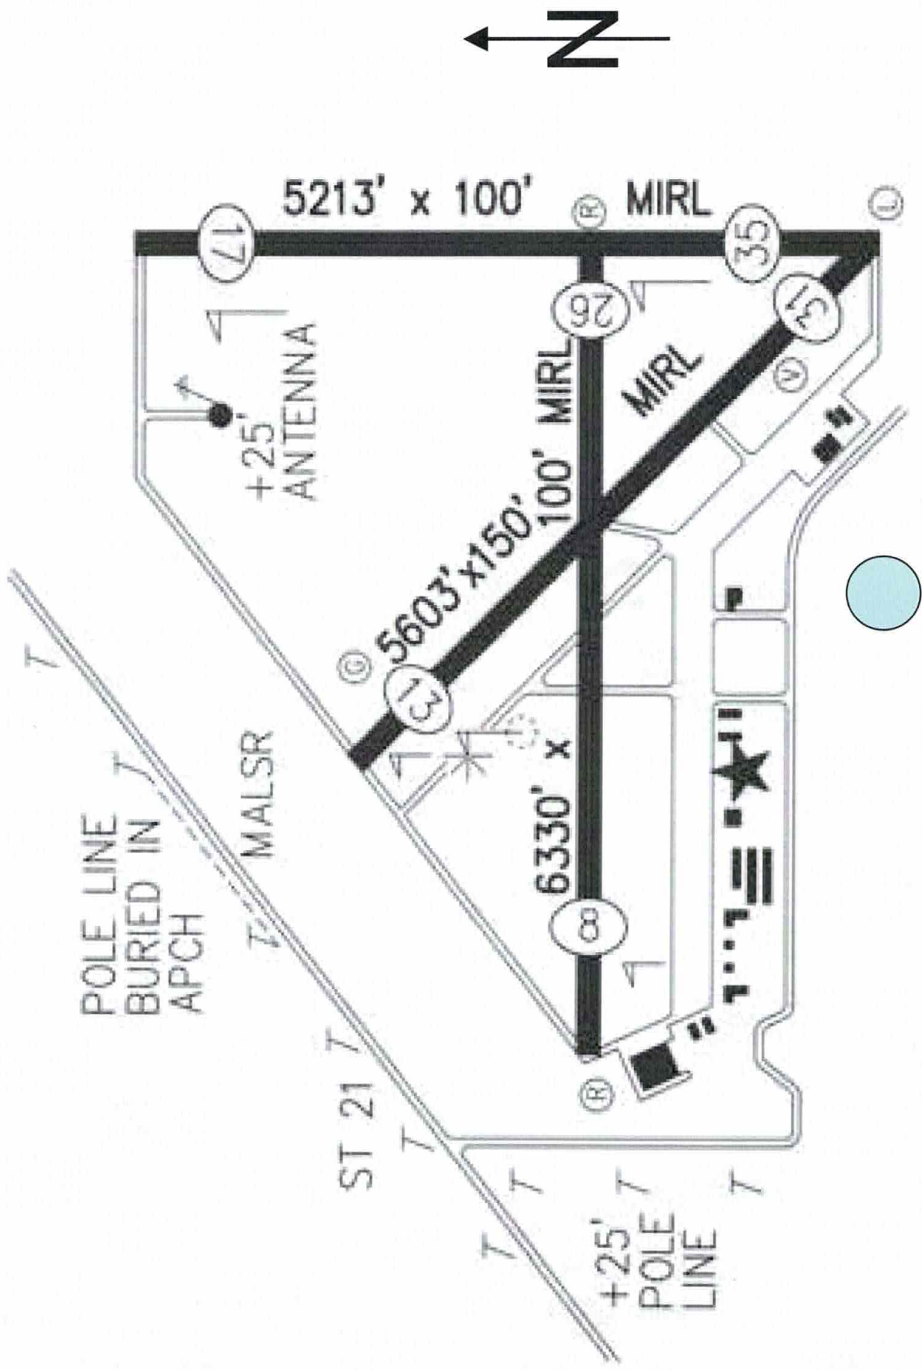 N
5213' x 100' MIRL
17
35
R
L
+25'
ANTENNA
26
31
MIRL
V
100' MIRL
5603' x150'
G
13
6330' x
8
MALSR
POLE LINE
BURIED IN
APCH
ST 21
R
+25'
POLE
LINE